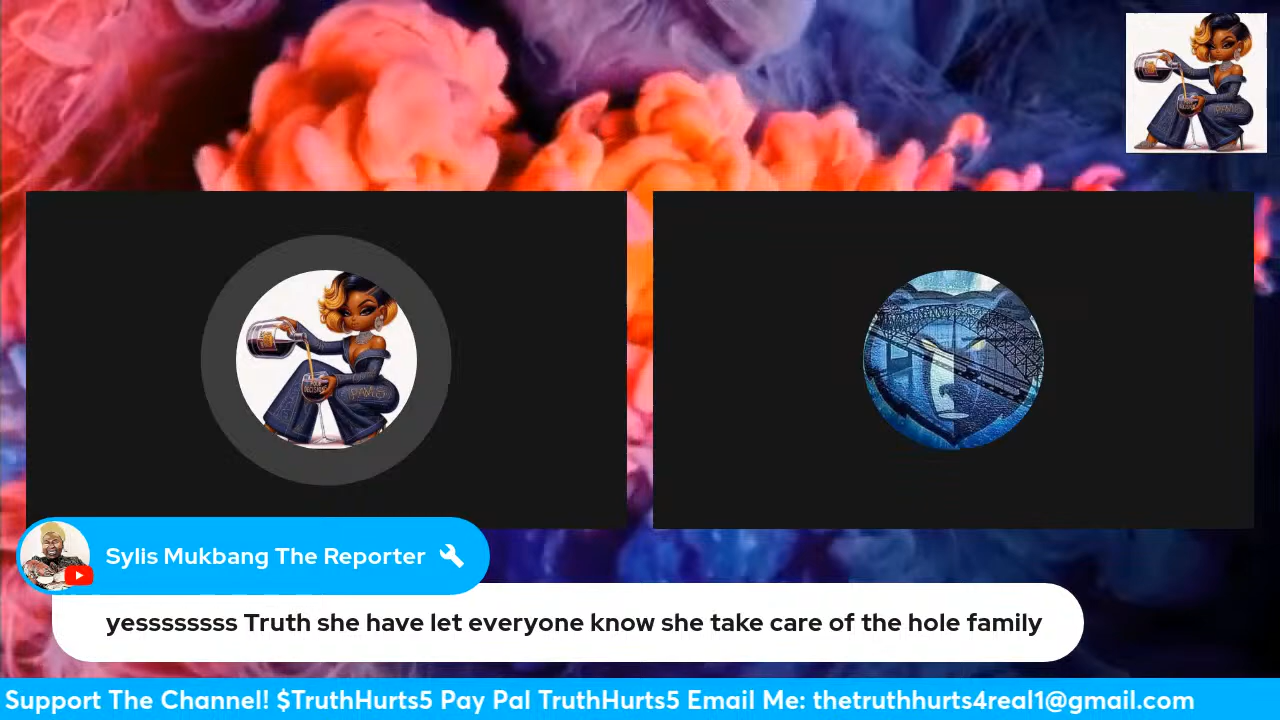 Sylis Mukbang The Reporter
yesssssssss Truth she have let everyone know she take care of the hole family
Support The Channel! $TruthHurts5 Pay Pal TruthHurts5 Email Me: thetruthhurts4real1@gmail.com